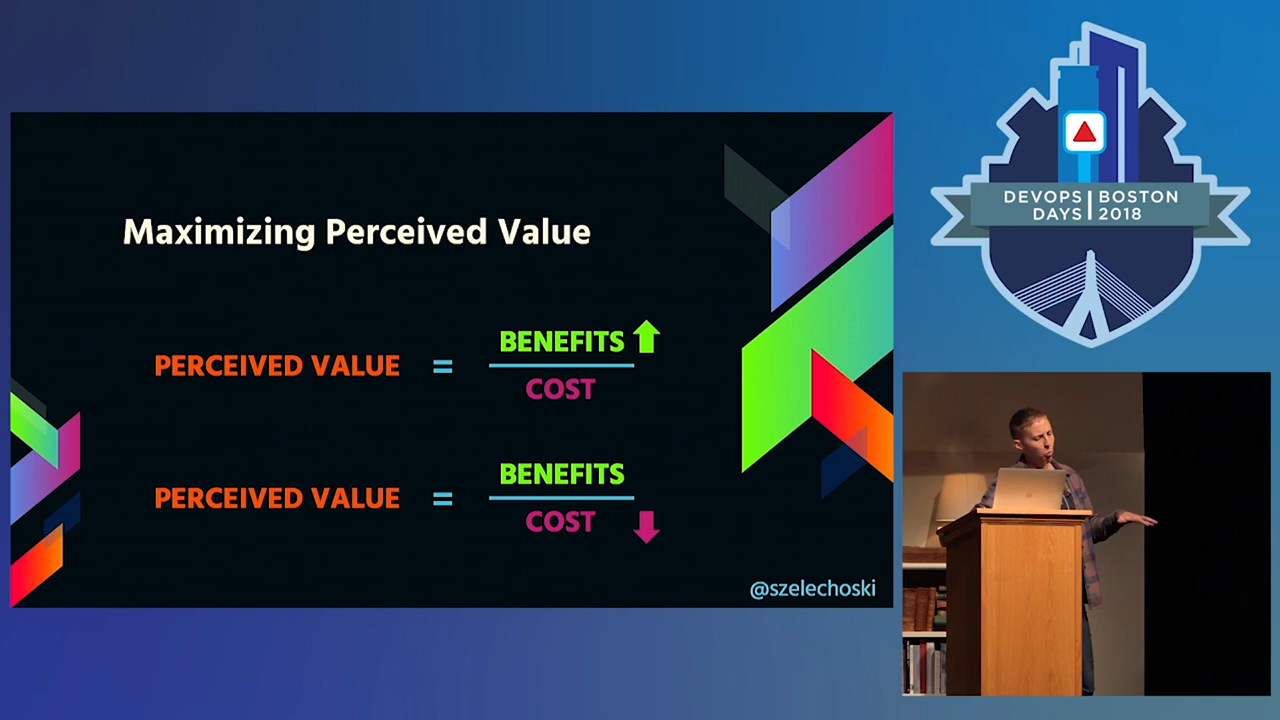 Maximizing Perceived Value
PERCEIVED VALUE = BENEFITS
COST
PERCEIVED VALUE = BENEFITS
COST
@szelechoski
DEVOPS BOSTON
DAYS 2018